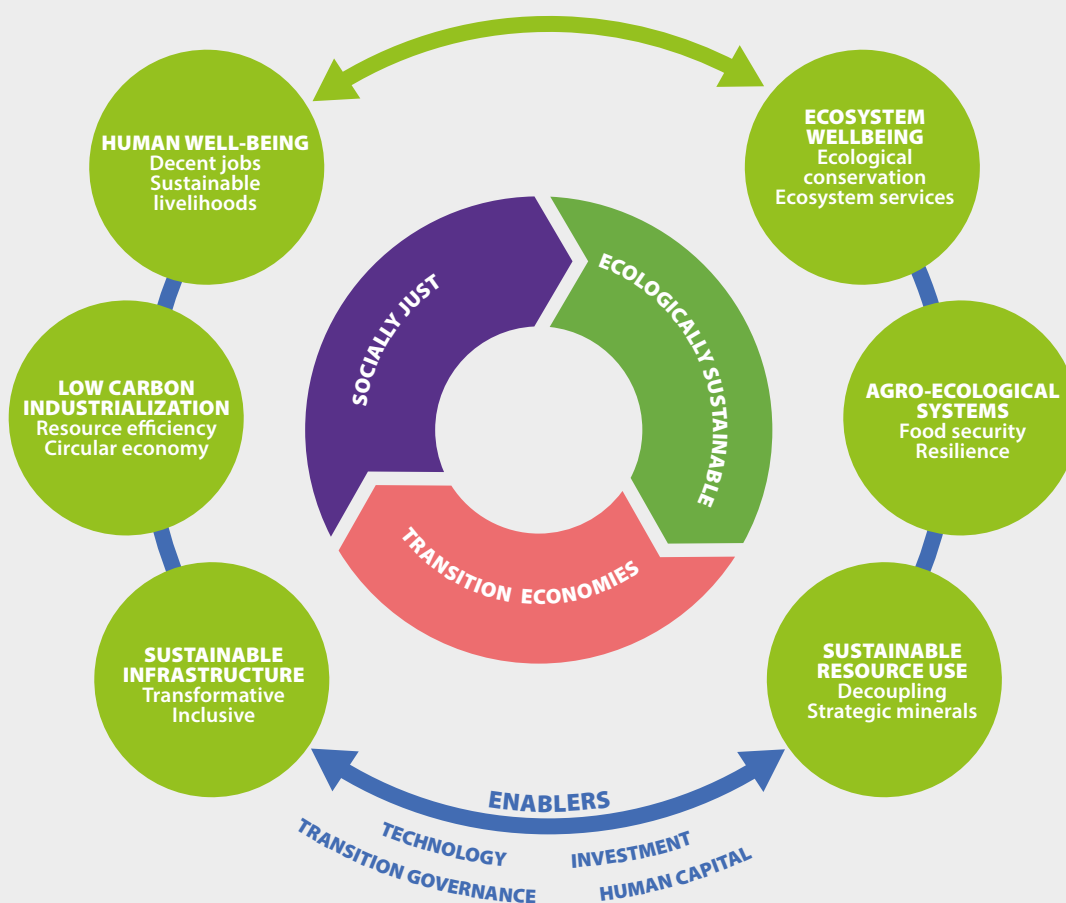 HUMAN WELL-BEING
Decent jobs
Sustainable
livelihoods
ECOSYSTEM
WELLBEING
Ecological
conservation
Ecosystem services
SOCIALLY JUST
ECOLOGICALLY SUSTAINABLE
TRANSITION ECONOMIES
LOW CARBON
INDUSTRIALIZATION
Resource efficiency
Circular economy
AGRO-ECOLOGICAL
SYSTEMS
Food security
Resilience
SUSTAINABLE
INFRASTRUCTURE
Transformative
Inclusive
SUSTAINABLE
RESOURCE USE
Decoupling
Strategic minerals
ENABLERS
TECHNOLOGY
INVESTMENT
TRANSITION GOVERNANCE
HUMAN CAPITAL